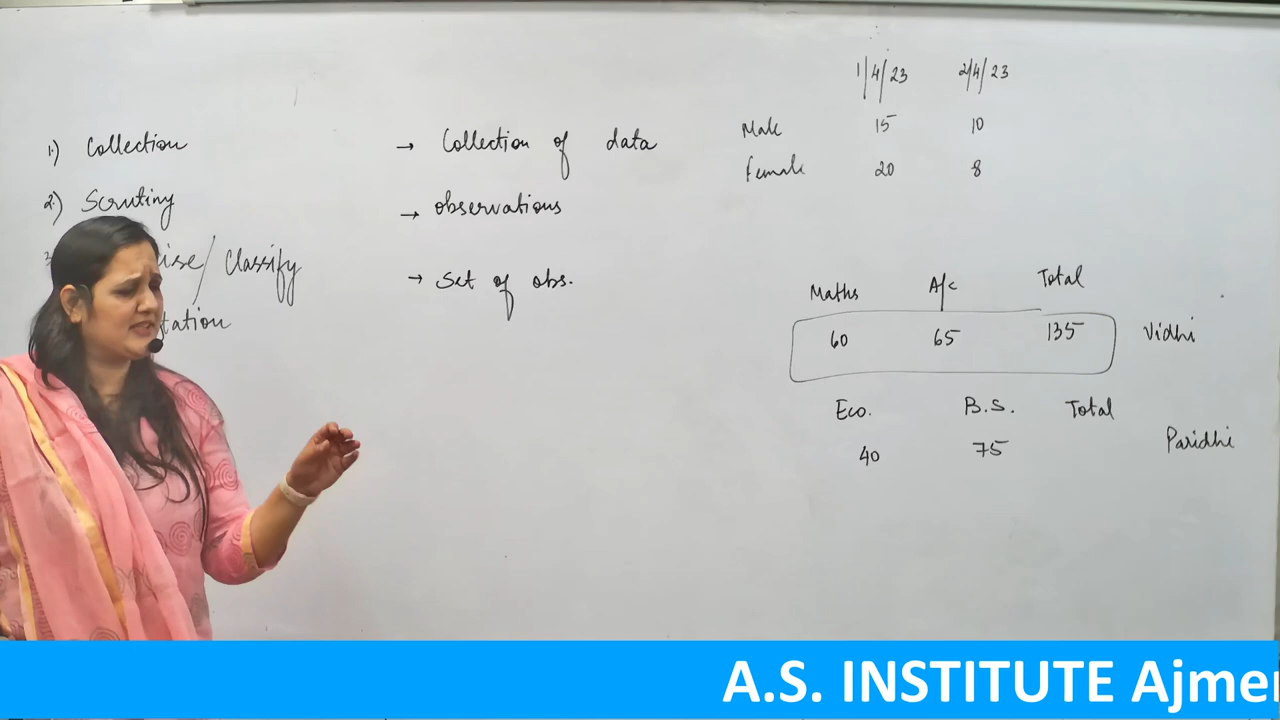 1) Collection
2) Scrutiny
/ Classify
→ Collection of data
→ observations
→ Set of obs.
1/4/23 2/4/23
Male 15 10
Female 20 8
Maths A/c Total
60 65 135 Vidhi
Eco. B.S. Total
40 75 Paridhi
A.S. INSTITUTE Ajmer